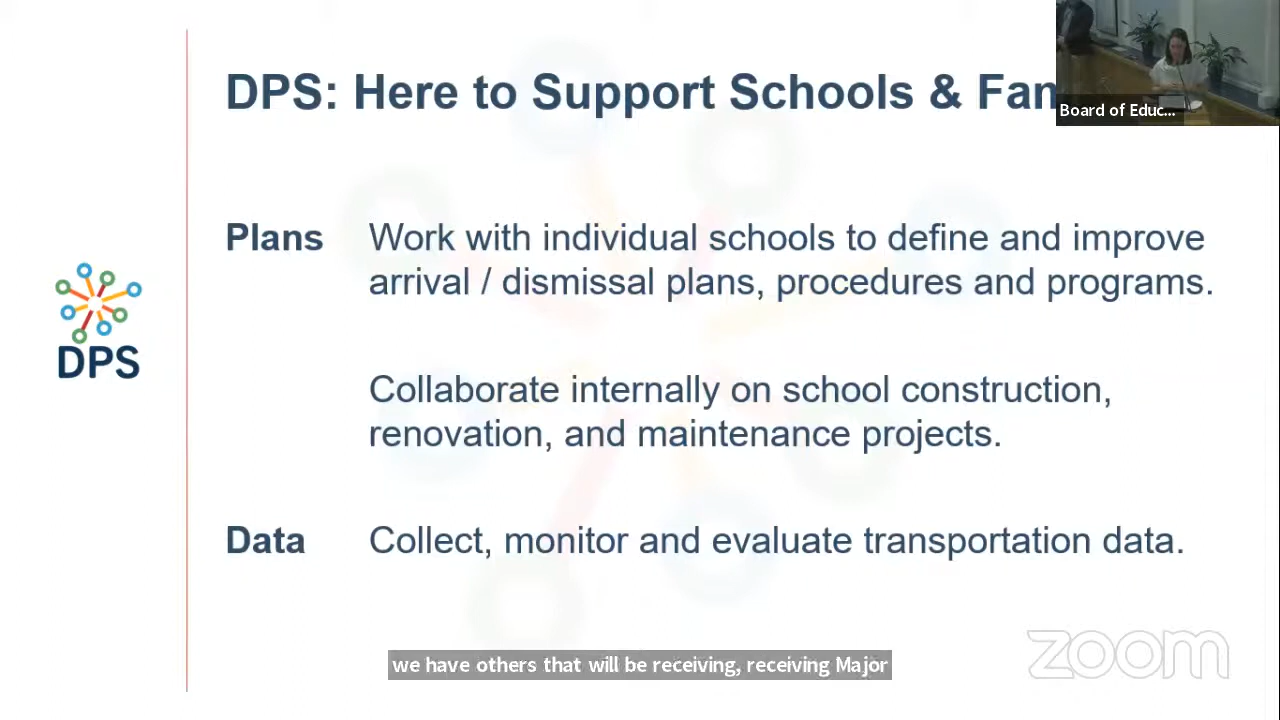 DPS: Here to Support Schools & Fam
Board of Educ...
Plans
Work with individual schools to define and improve
arrival / dismissal plans, procedures and programs.
DPS
Collaborate internally on school construction,
renovation, and maintenance projects.
Data
Collect, monitor and evaluate transportation data.
we have others that will be receiving, receiving Major
zoom